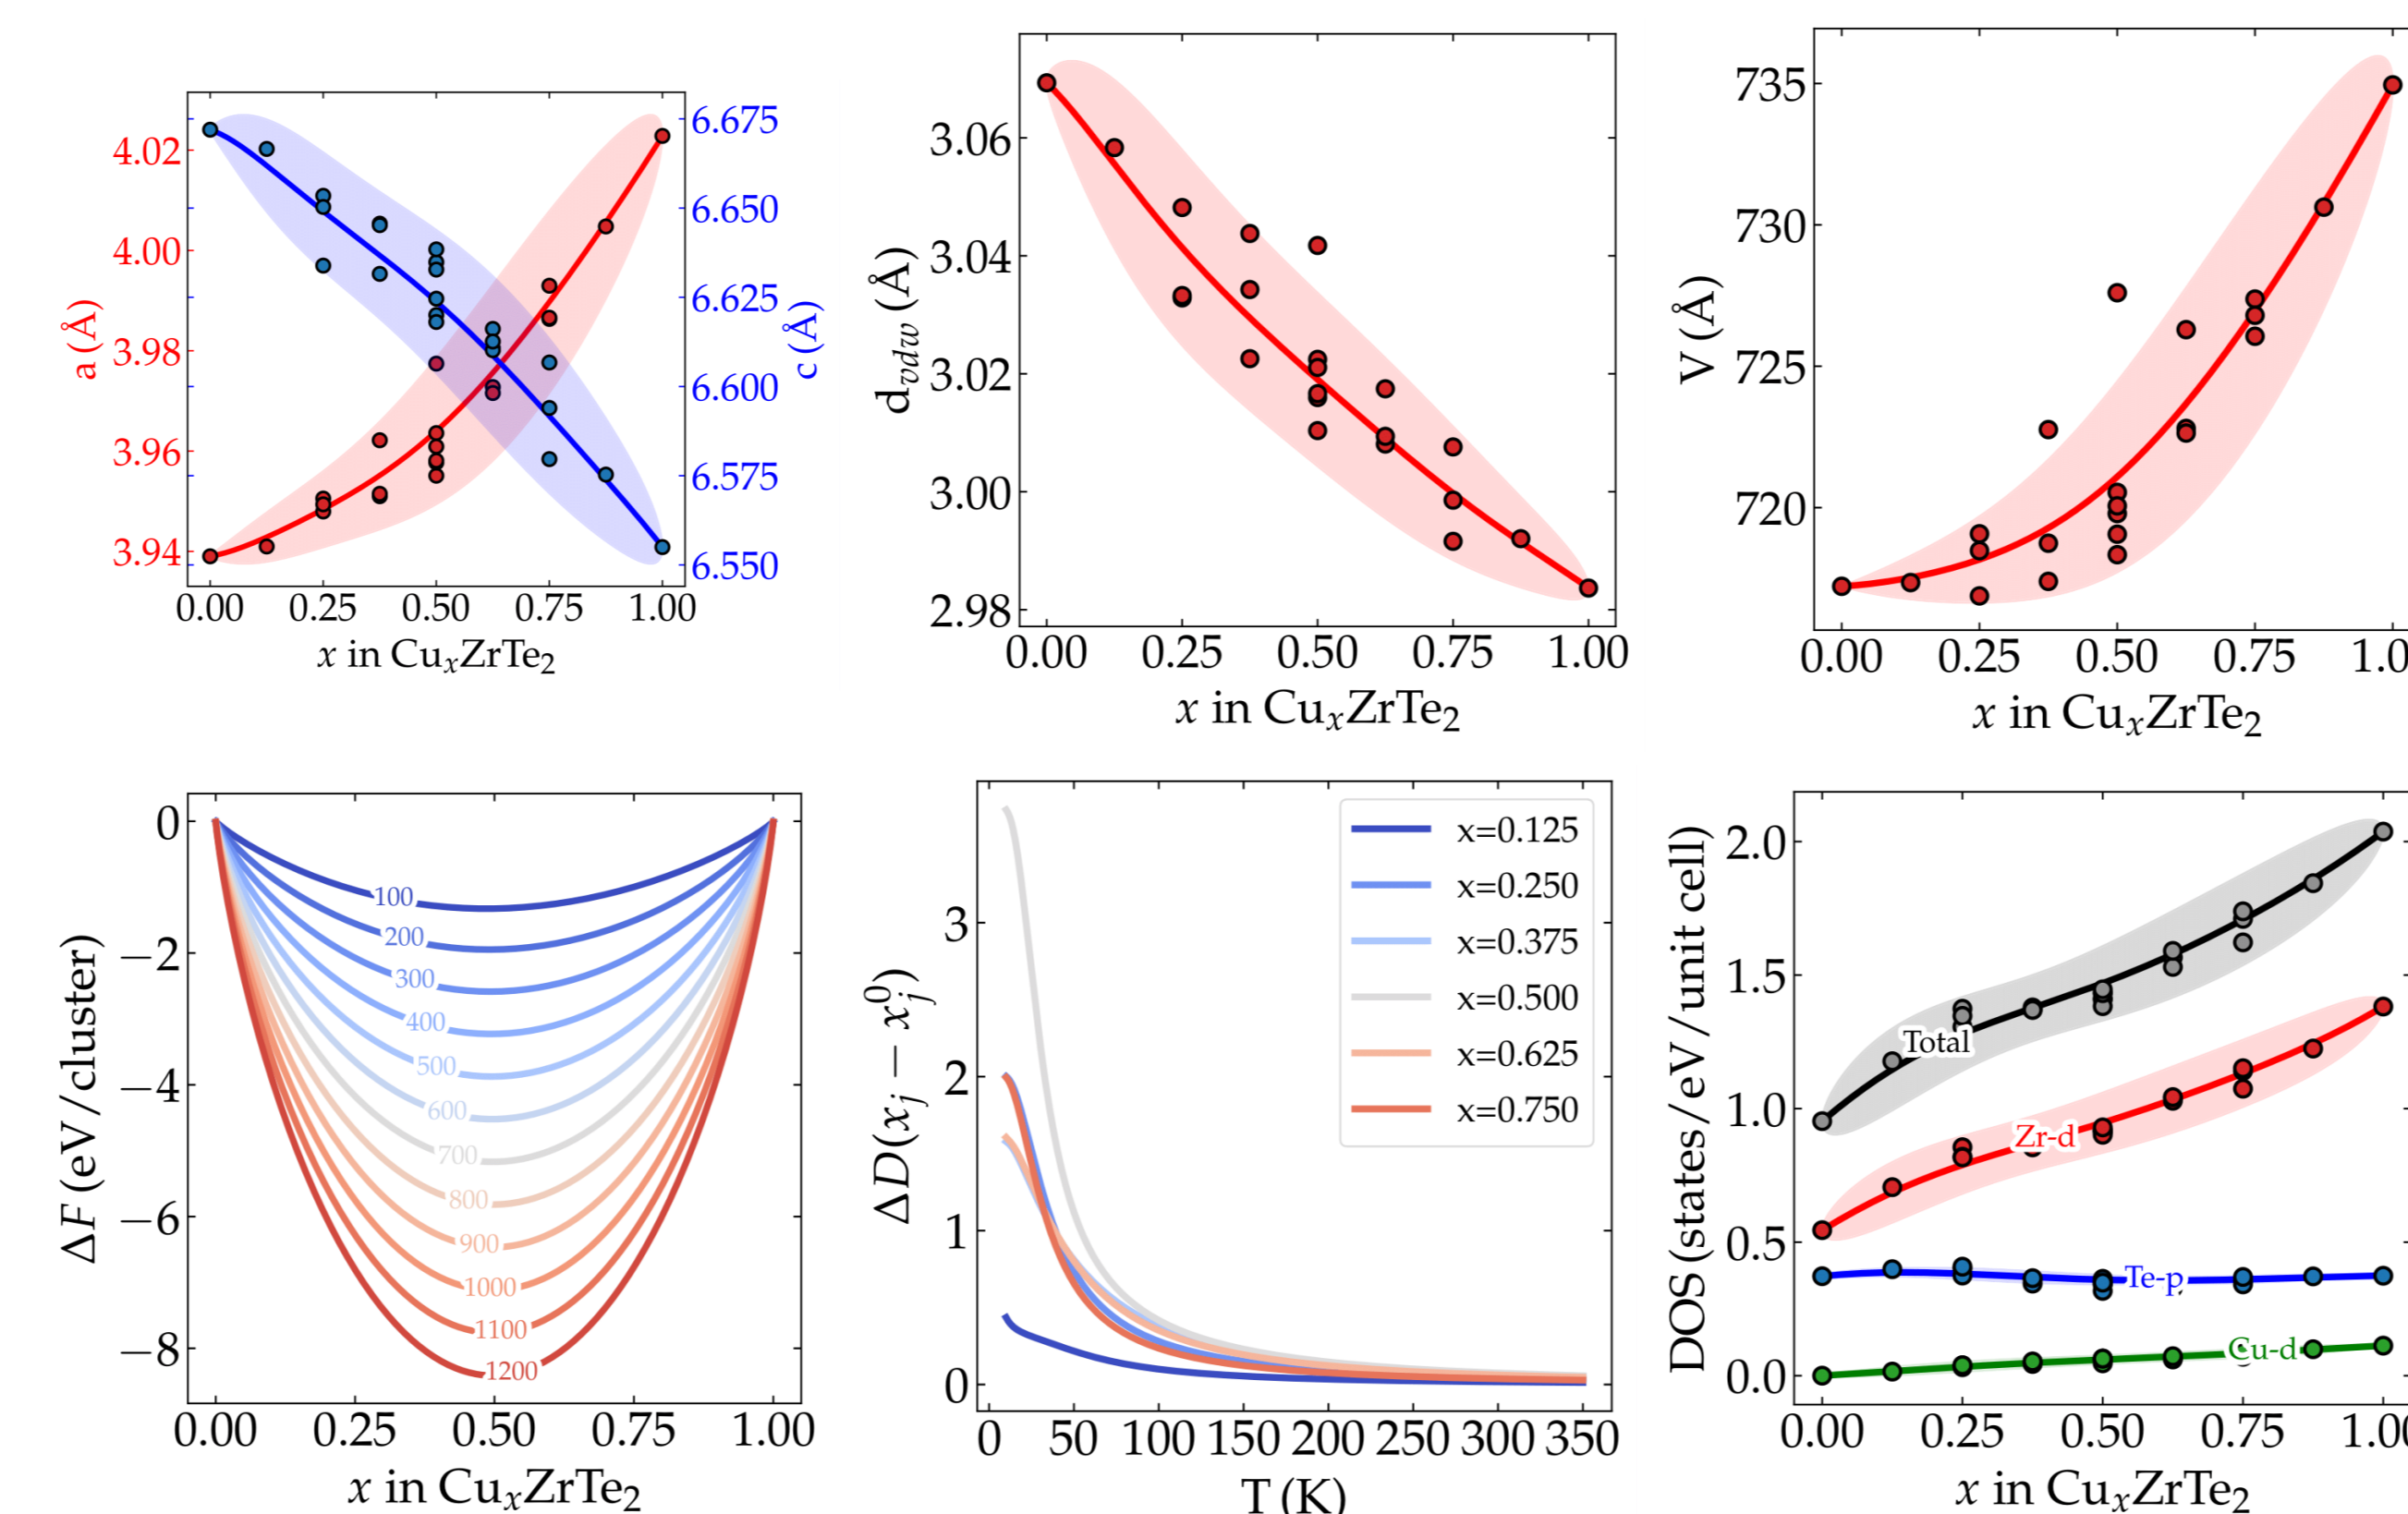 4.02
4.00
3.98
3.96
3.94
a (Å)
6.675
6.650
6.625
6.600
6.575
6.550
c (Å)
0.00 0.25 0.50 0.75 1.00
x in CuxZrTe2
3.06
3.04
3.02
3.00
2.98
dvdw (Å)
0.00 0.25 0.50 0.75 1.00
x in CuxZrTe2
735
730
725
720
V (Å)
0.00 0.25 0.50 0.75 1.0
x in CuxZrTe2
0
−2
−4
−6
−8
ΔF (eV/cluster)
100
200
300
400
500
600
700
800
900
1000
1100
1200
0.00 0.25 0.50 0.75 1.00
x in CuxZrTe2
3
2
1
0
ΔD(xj − xj0)
x=0.125
x=0.250
x=0.375
x=0.500
x=0.625
x=0.750
0 50 100 150 200 250 300 350
T (K)
2.0
1.5
1.0
0.5
0.0
DOS (states/eV/unit cell)
Total
Zr-d
Te-p
Cu-d
0.00 0.25 0.50 0.75 1.00
x in CuxZrTe2